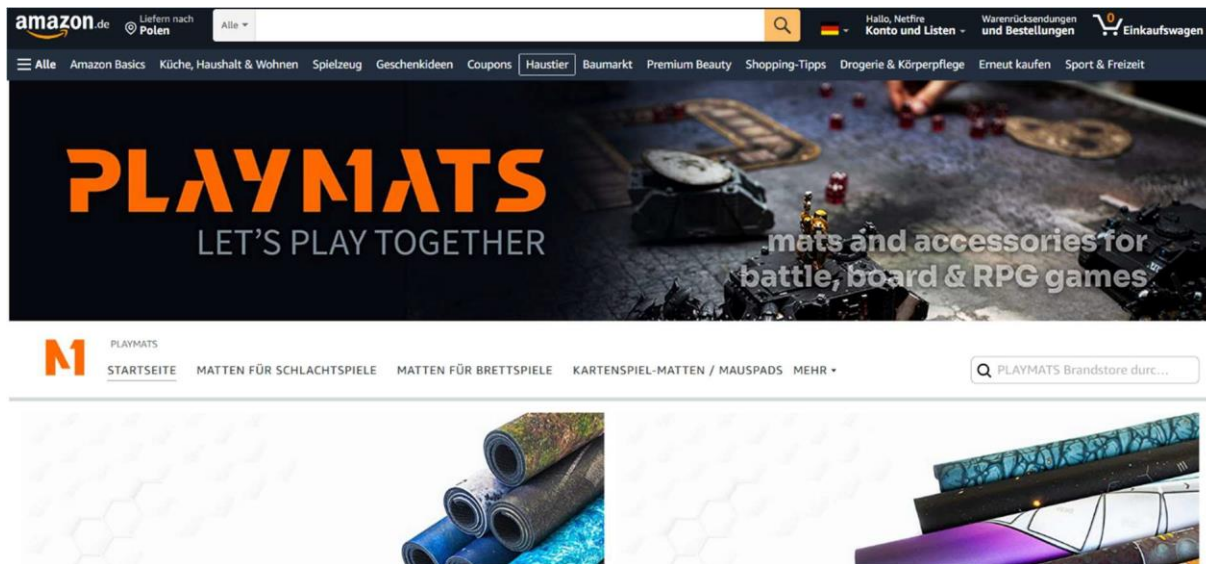 amazon.de
Liefern nach
Polen
Alle
Hallo, Netfire
Konto und Listen
Warenrücksendungen
und Bestellungen
0
Einkaufswagen
Alle Amazon Basics Küche, Haushalt & Wohnen Spielzeug Geschenkideen Coupons Haustier Baumarkt Premium Beauty Shopping-Tipps Drogerie & Körperpflege Erneut kaufen Sport & Freizeit
PLAYMATS
LET'S PLAY TOGETHER
mats and accessories for
battle, board & RPG games
PLAYMATS
STARTSEITE MATTEN FÜR SCHLACHTSPIELE MATTEN FÜR BRETTSPIELE KARTENSPIEL-MATTEN / MAUSPADS MEHR
PLAYMATS Brandstore durc...